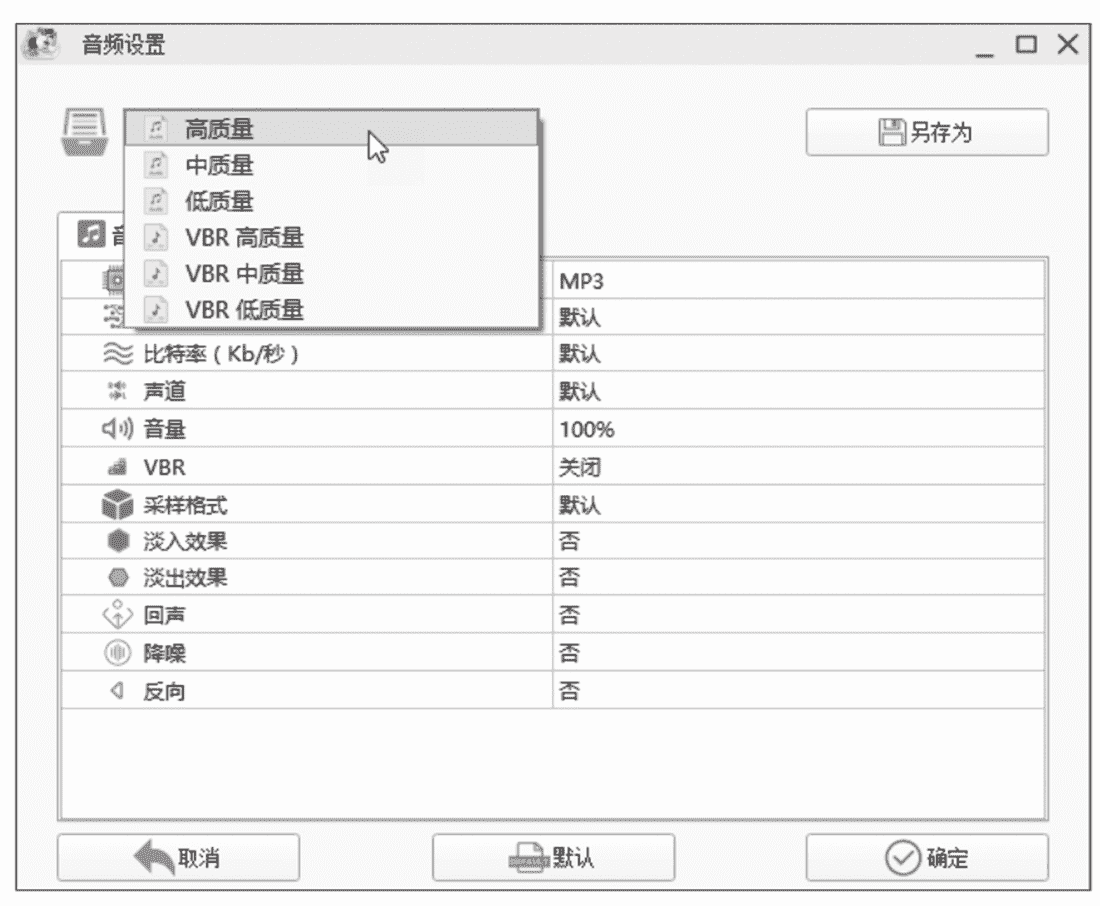 音频设置
高质量
另存为
中质量
低质量
VBR 高质量
VBR 中质量
VBR 低质量
MP3
默认
比特率 ( Kb/秒 ) 默认
声道 默认
音量 100%
VBR 关闭
采样格式 默认
淡入效果 否
淡出效果 否
回声 否
降噪 否
反向 否
取消 默认 确定